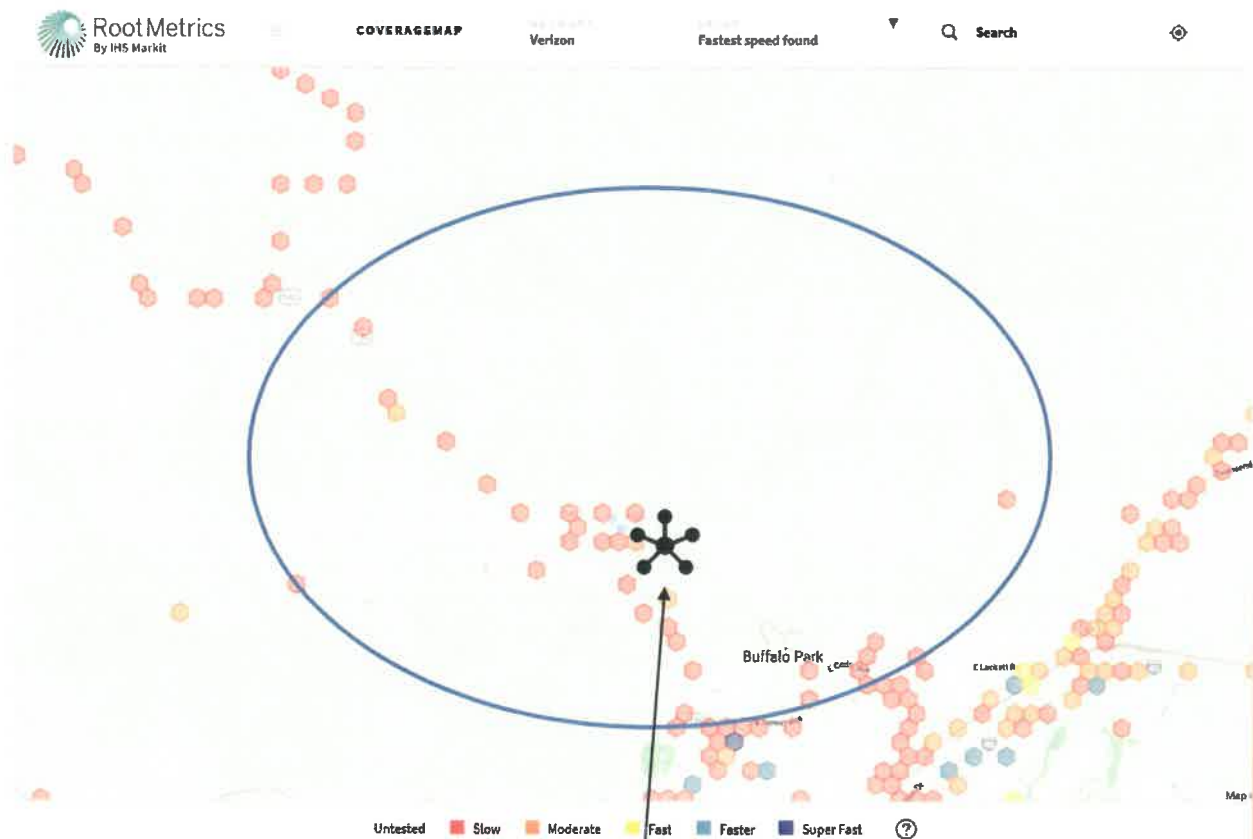 RootMetrics
By IHS Markit
COVERAGEMAP
Verizon
Fastest speed found
Search
Buffalo Park
E Lockett R
Map
Untested
Slow
Moderate
Fast
Faster
Super Fast
?